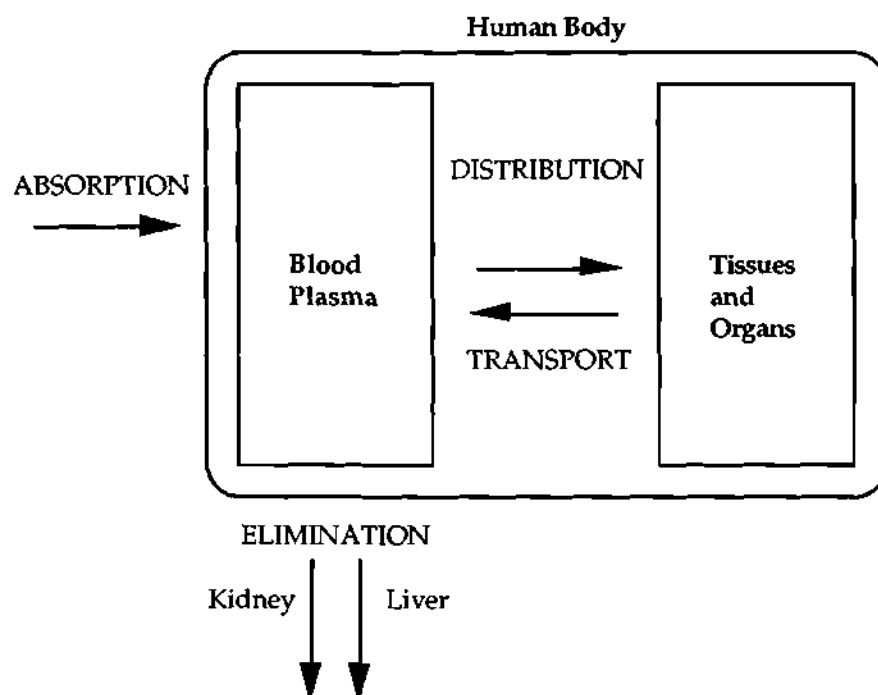 Human Body
ABSORPTION
DISTRIBUTION
Blood
Plasma
Tissues
and
Organs
TRANSPORT
ELIMINATION
Kidney
Liver